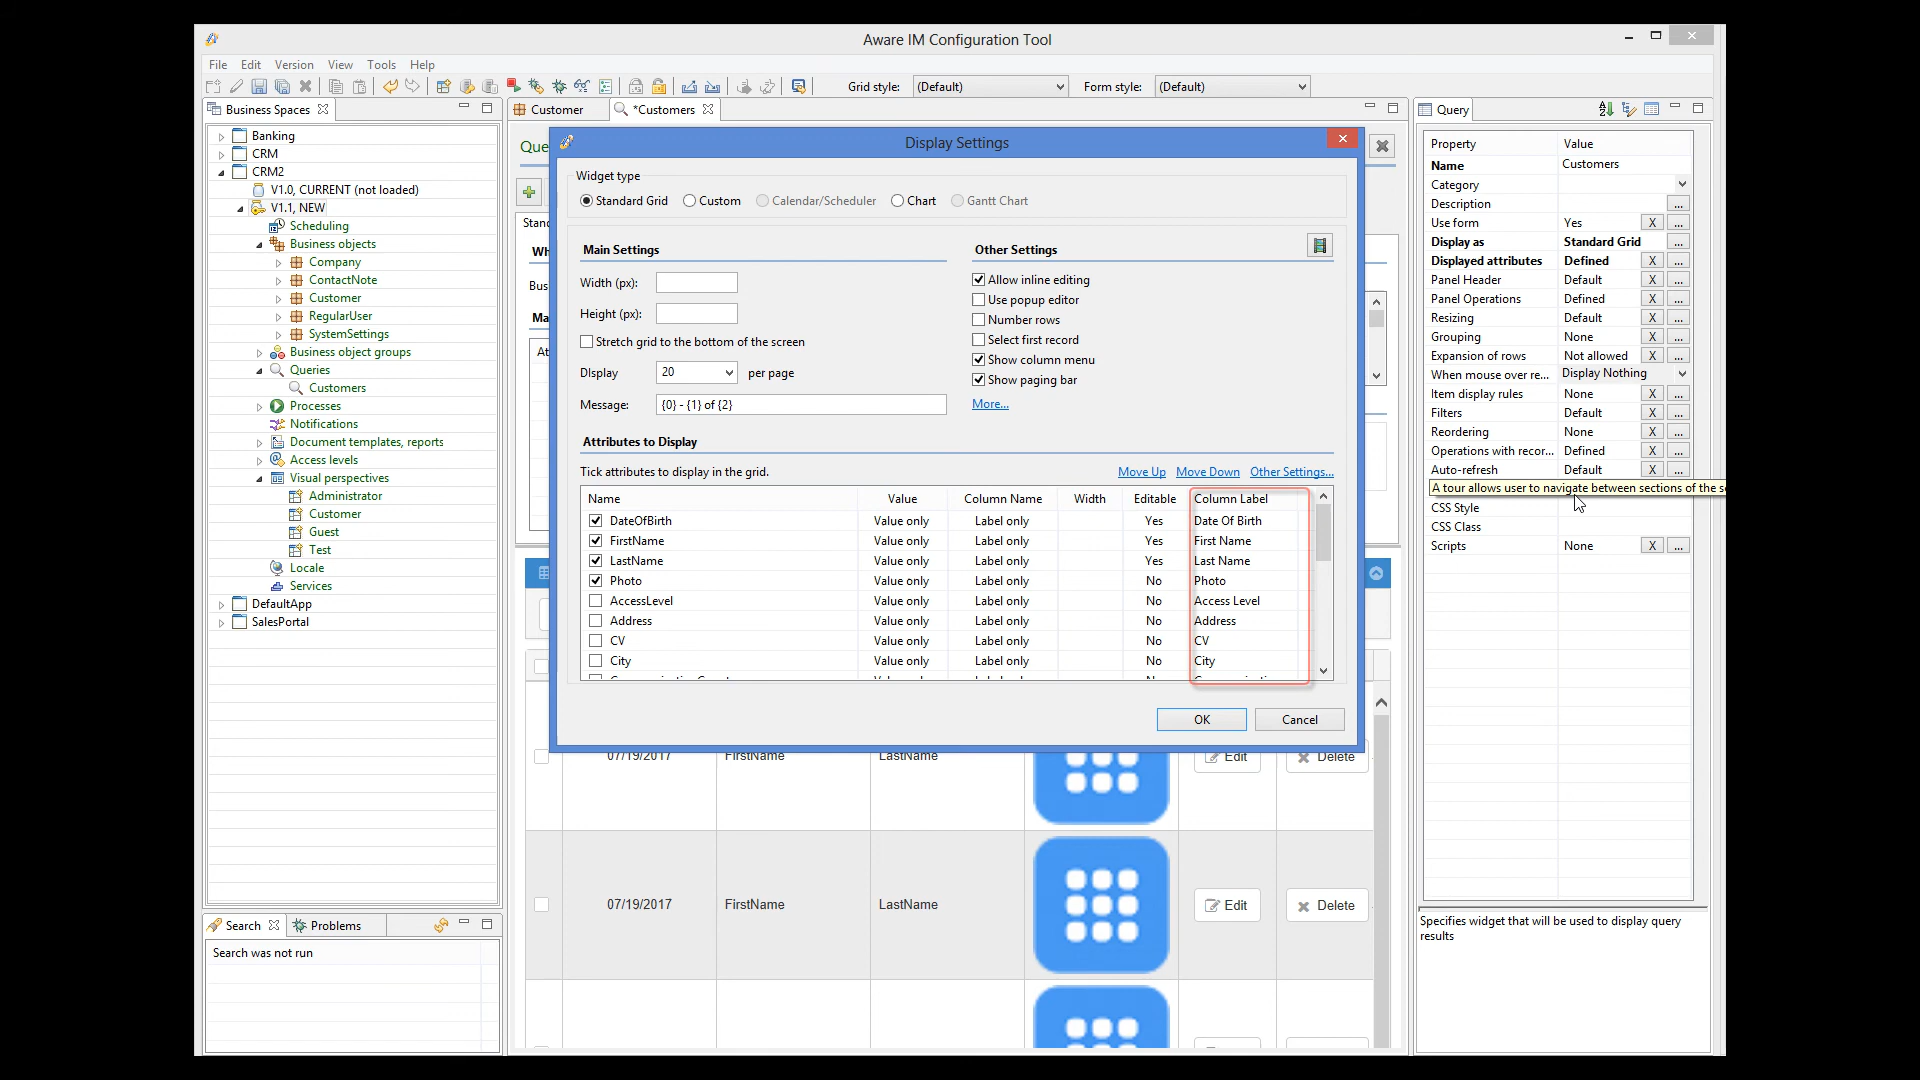 Aware IM Configuration Tool
File Edit Version View Tools Help
Grid style: (Default) Form style: (Default)
Business Spaces
Banking
CRM
CRM2
V1.0, CURRENT (not loaded)
V1.1, NEW
Scheduling
Business objects
Company
ContactNote
Customer
RegularUser
SystemSettings
Business object groups
Queries
Customers
Processes
Notifications
Document templates, reports
Access levels
Visual perspectives
Administrator
Customer
Guest
Test
Locale
Services
DefaultApp
SalesPortal
Search Problems
Search was not run
Customer *Customers
Que
Stand
Wh
Bus
Ma
At
Display Settings
Widget type
Standard Grid Custom Calendar/Scheduler Chart Gantt Chart
Main Settings
Width (px):
Height (px):
Stretch grid to the bottom of the screen
DIsplay 20 per page
Message: {0} - {1} of {2}
Other Settings
Allow inline editing
Use popup editor
Number rows
Select first record
Show column menu
Show paging bar
More...
Attributes to Display
Tick attributes to display in the grid. Move Up Move Down Other Settings...
Name Value Column Name Width Editable Column Label
DateOfBirth Value only Label only Yes Date Of Birth
FirstName Value only Label only Yes First Name
LastName Value only Label only Yes Last Name
Photo Value only Label only No Photo
AccessLevel Value only Label only No Access Level
Address Value only Label only No Address
CV Value only Label only No CV
City Value only Label only No City
OK Cancel
07/19/2017 FirstName LastName Edit Delete
07/19/2017 FirstName LastName Edit Delete
Query
Property Value
Name Customers
Category
Description ...
Use form Yes X ...
Display as Standard Grid ...
Displayed attributes Defined X ...
Panel Header Default X ...
Panel Operations Defined X ...
Resizing Default X ...
Grouping None X ...
Expansion of rows Not allowed X ...
When mouse over re... Display Nothing
Item display rules None X ...
Filters Default X ...
Reordering None X ...
Operations with recor... Defined X ...
Auto-refresh Default X ...
A tour allows user to navigate between sections of the s
CSS Style
CSS Class
Scripts None X ...
Specifies widget that will be used to display query
results